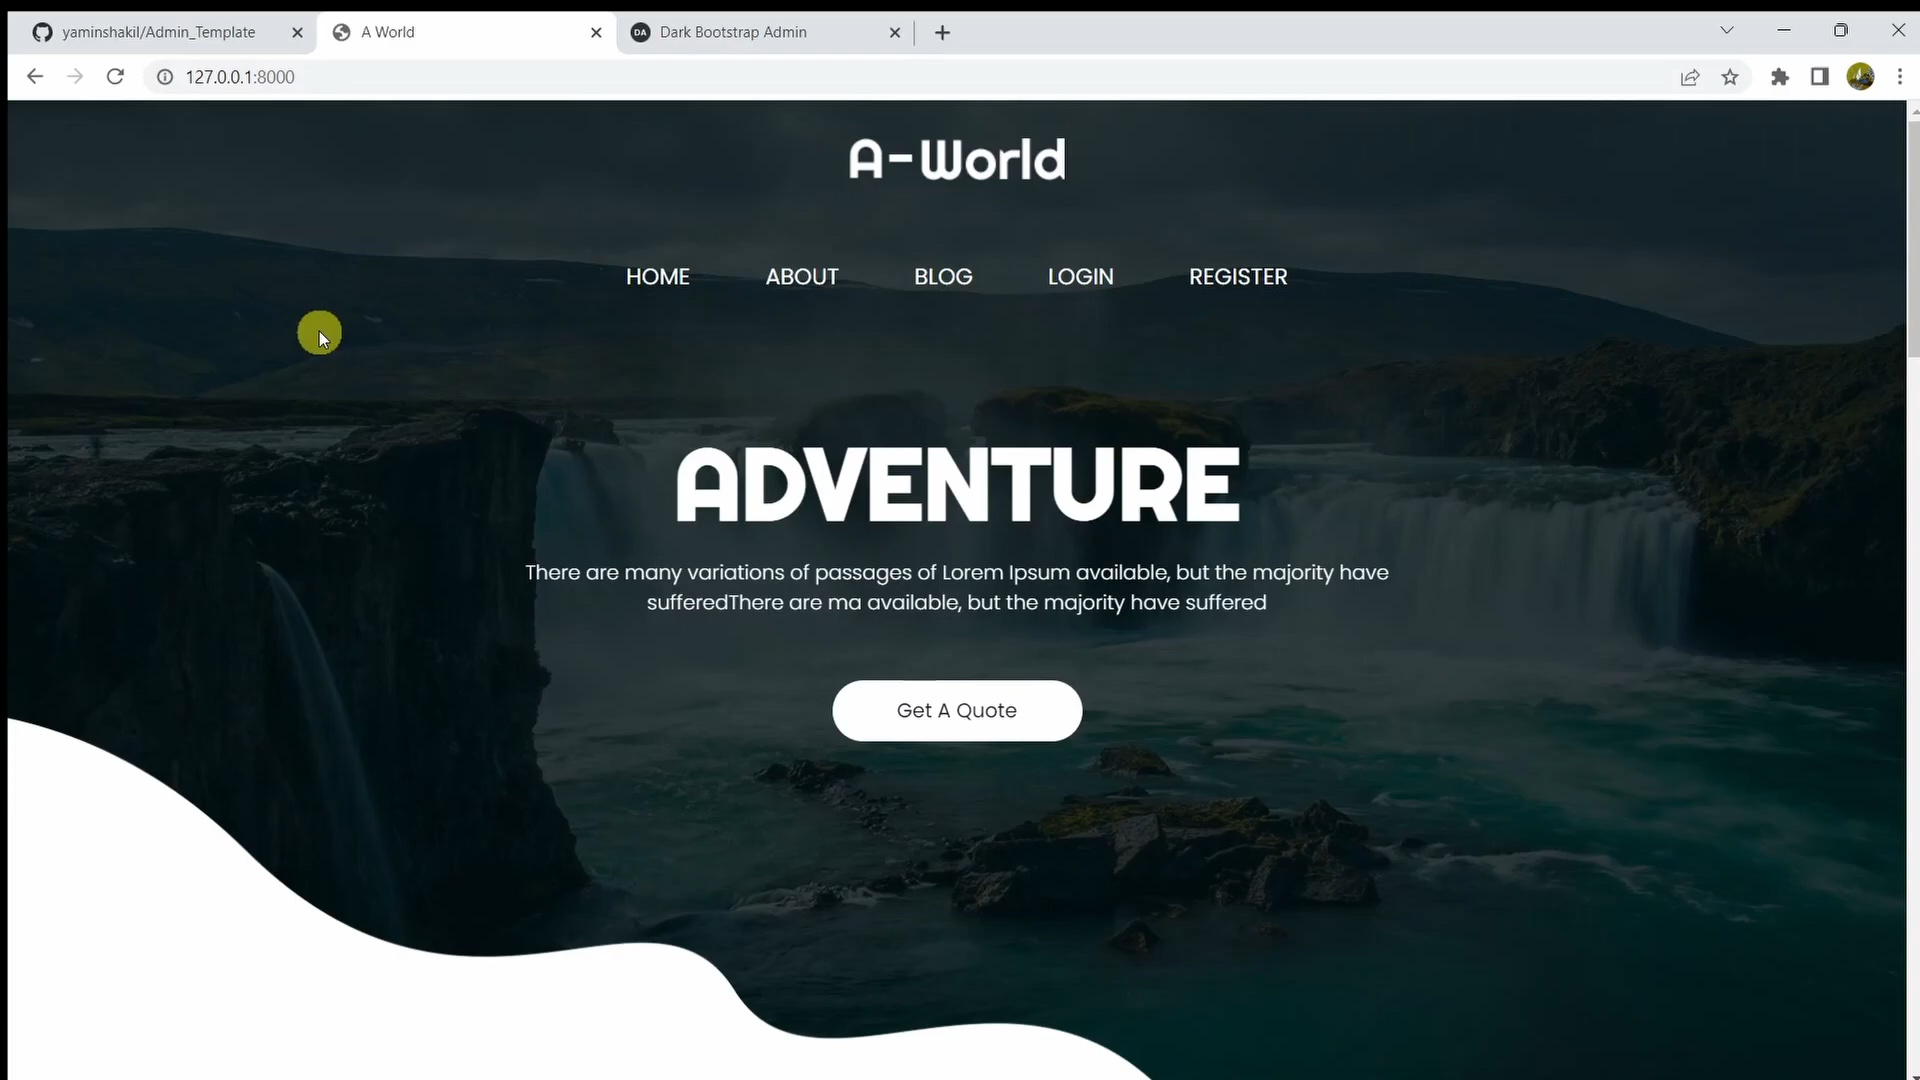 yaminshakil/Admin_Template
A World
DA Dark Bootstrap Admin
127.0.0.1:8000
A-World
HOME ABOUT BLOG LOGIN REGISTER
ADVENTURE
There are many variations of passages of Lorem Ipsum available, but the majority have
sufferedThere are ma available, but the majority have suffered
Get A Quote